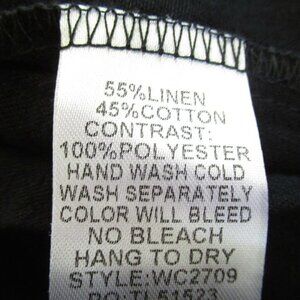 55%LINEN
45%COTTON
CONTRAST:
100%POLYESTER
HAND WASH COLD
WASH SEPARATELY
COLOR WILL BLEED
NO BLEACH
HANG TO DRY
STYLE:WC2709